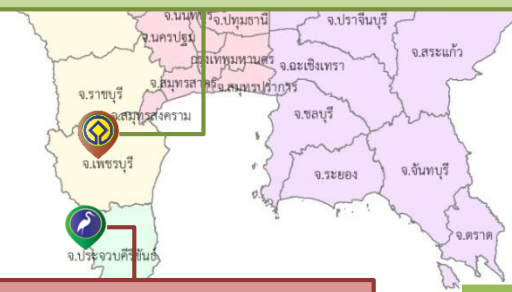 จ.นนทบุรี
จ.ปทุมธานี
จ.ปราจีนบุรี
จ.นครปฐม
กรุงเทพมหานคร
จ.ฉะเชิงเทรา
จ.สระแก้ว
จ.สมุทรสาคร
จ.สมุทรปราการ
จ.ราชบุรี
จ.สมุทรสงคราม
จ.ชลบุรี
จ.เพชรบุรี
จ.ระยอง
จ.จันทบุรี
จ.ตราด
จ.ประจวบคีรีขันธ์